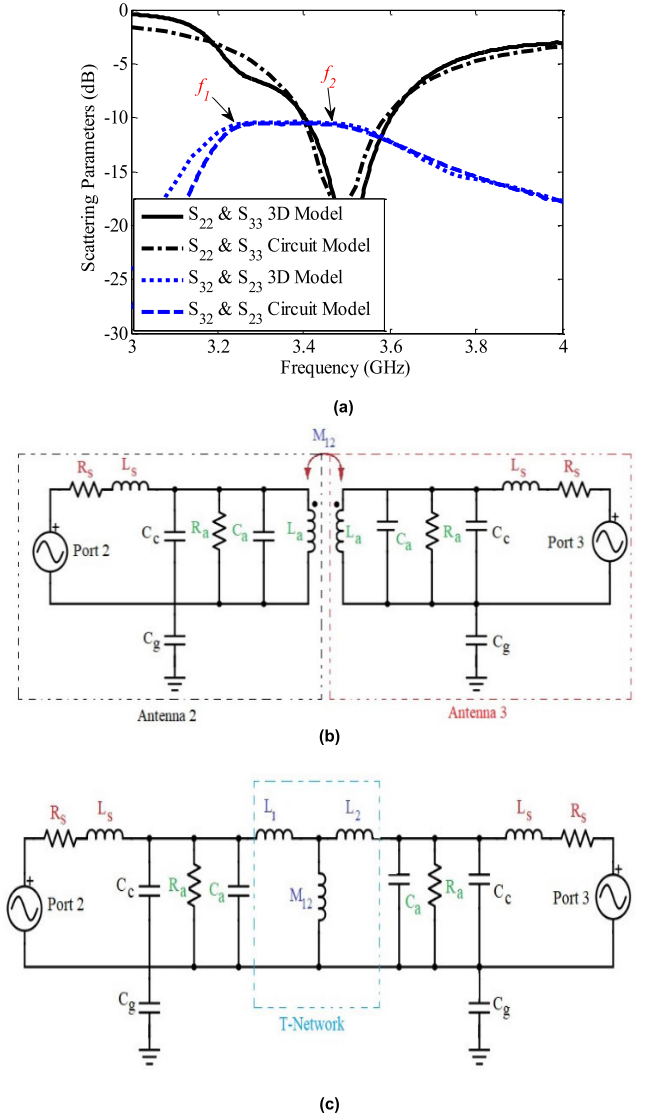 0
-5
-10
-15
-20
-25
-30
Scattering Parameters (dB)
f1
f2
S22 & S33 3D Model
S22 & S33 Circuit Model
S32 & S23 3D Model
S32 & S23 Circuit Model
3 3.2 3.4 3.6 3.8 4
Frequency (GHz)
(a)
M12
Rs Ls Ls Rs
+ +
Port 2 Cc Ra Ca La La Ca Ra Cc Port 3
Cg Cg
Antenna 2 Antenna 3
(b)
Rs Ls L1 L2 Ls Rs
+ +
Port 2 Cc Ra Ca M12 Ca Ra Cc Port 3
Cg Cg
T-Network
(c)